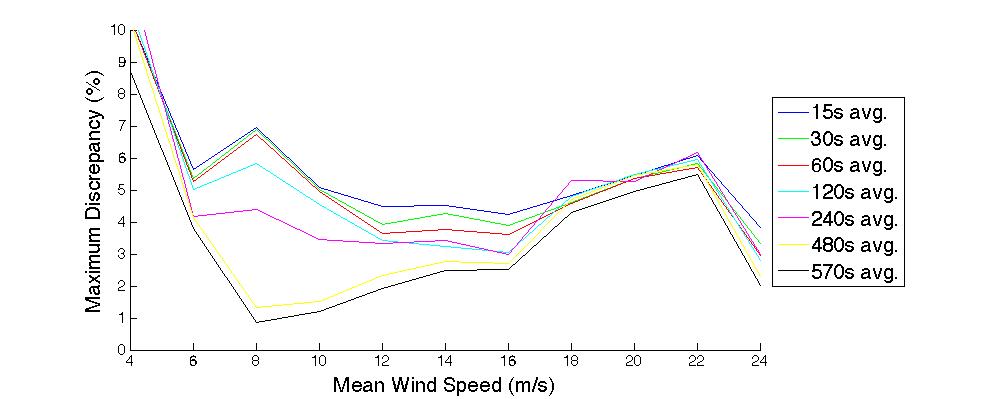 10
9
8
7
6
5
4
3
2
1
0
Maximum Discrepancy (%)
4 6 8 10 12 14 16 18 20 22 24
Mean Wind Speed (m/s)
15s avg.
30s avg.
60s avg.
120s avg.
240s avg.
480s avg.
570s avg.